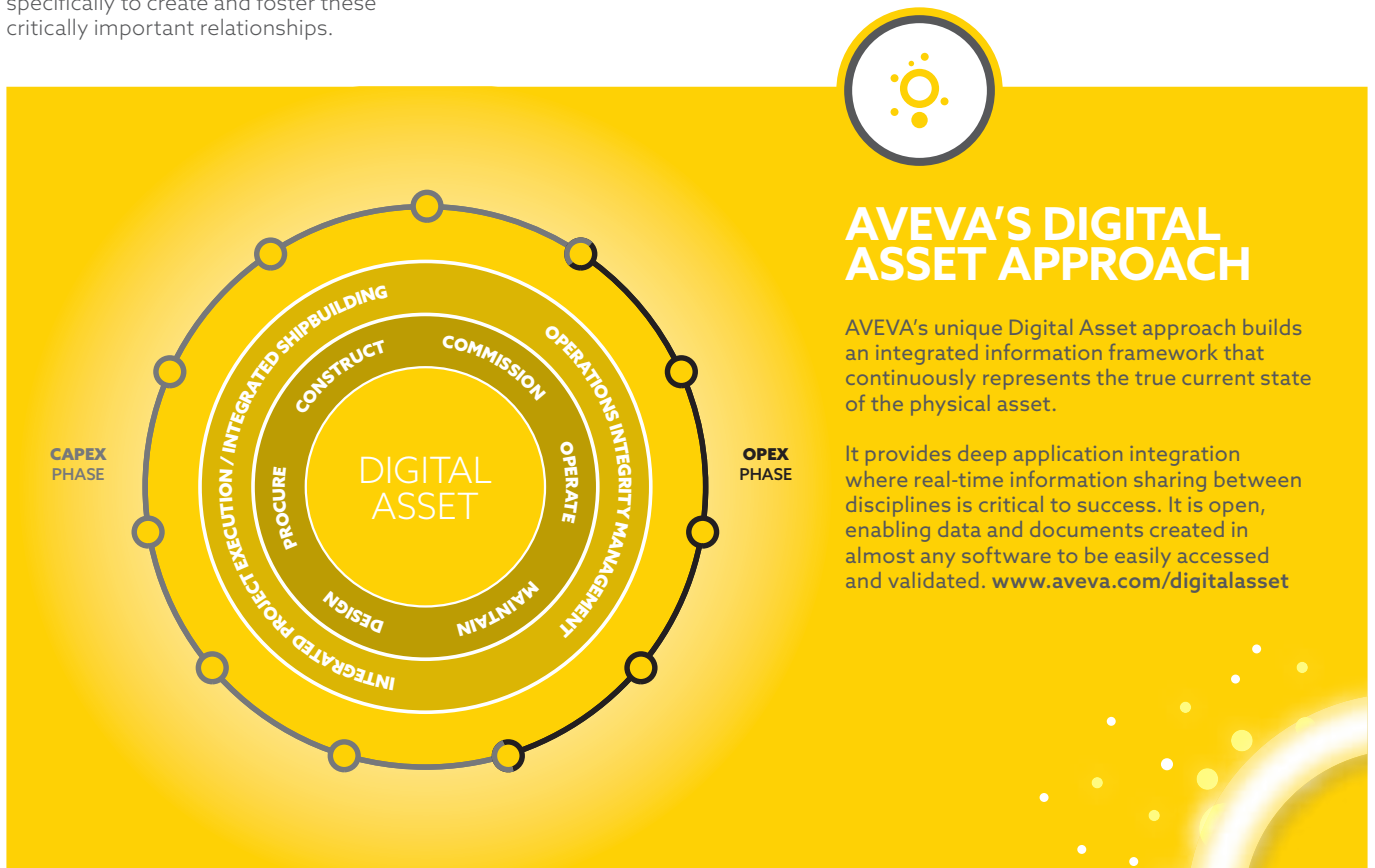 specifically to create and foster these
critically important relationships.
CAPEX
PHASE
INTEGRATED PROJECT EXECUTION / INTEGRATED SHIPBUILDING
OPERATIONS INTEGRITY MANAGEMENT
DESIGN
PROCURE
CONSTRUCT
COMMISSION
OPERATE
MAINTAIN
DIGITAL
ASSET
OPEX
PHASE
AVEVA'S DIGITAL
ASSET APPROACH
AVEVA's unique Digital Asset approach builds
an integrated information framework that
continuously represents the true current state
of the physical asset.
It provides deep application integration
where real-time information sharing between
disciplines is critical to success. It is open,
enabling data and documents created in
almost any software to be easily accessed
and validated. www.aveva.com/digitalasset